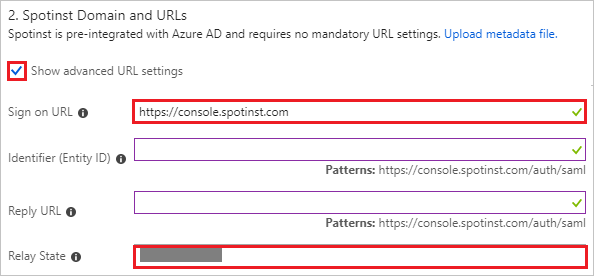 2. Spotinst Domain and URLs
Spotinst is pre-integrated with Azure AD and requires no mandatory URL settings. Upload metadata file.
Show advanced URL settings
Sign on URL https://console.spotinst.com
Identifier (Entity ID)
Patterns: https://console.spotinst.com/auth/saml
Reply URL
Patterns: https://console.spotinst.com/auth/saml
Relay State